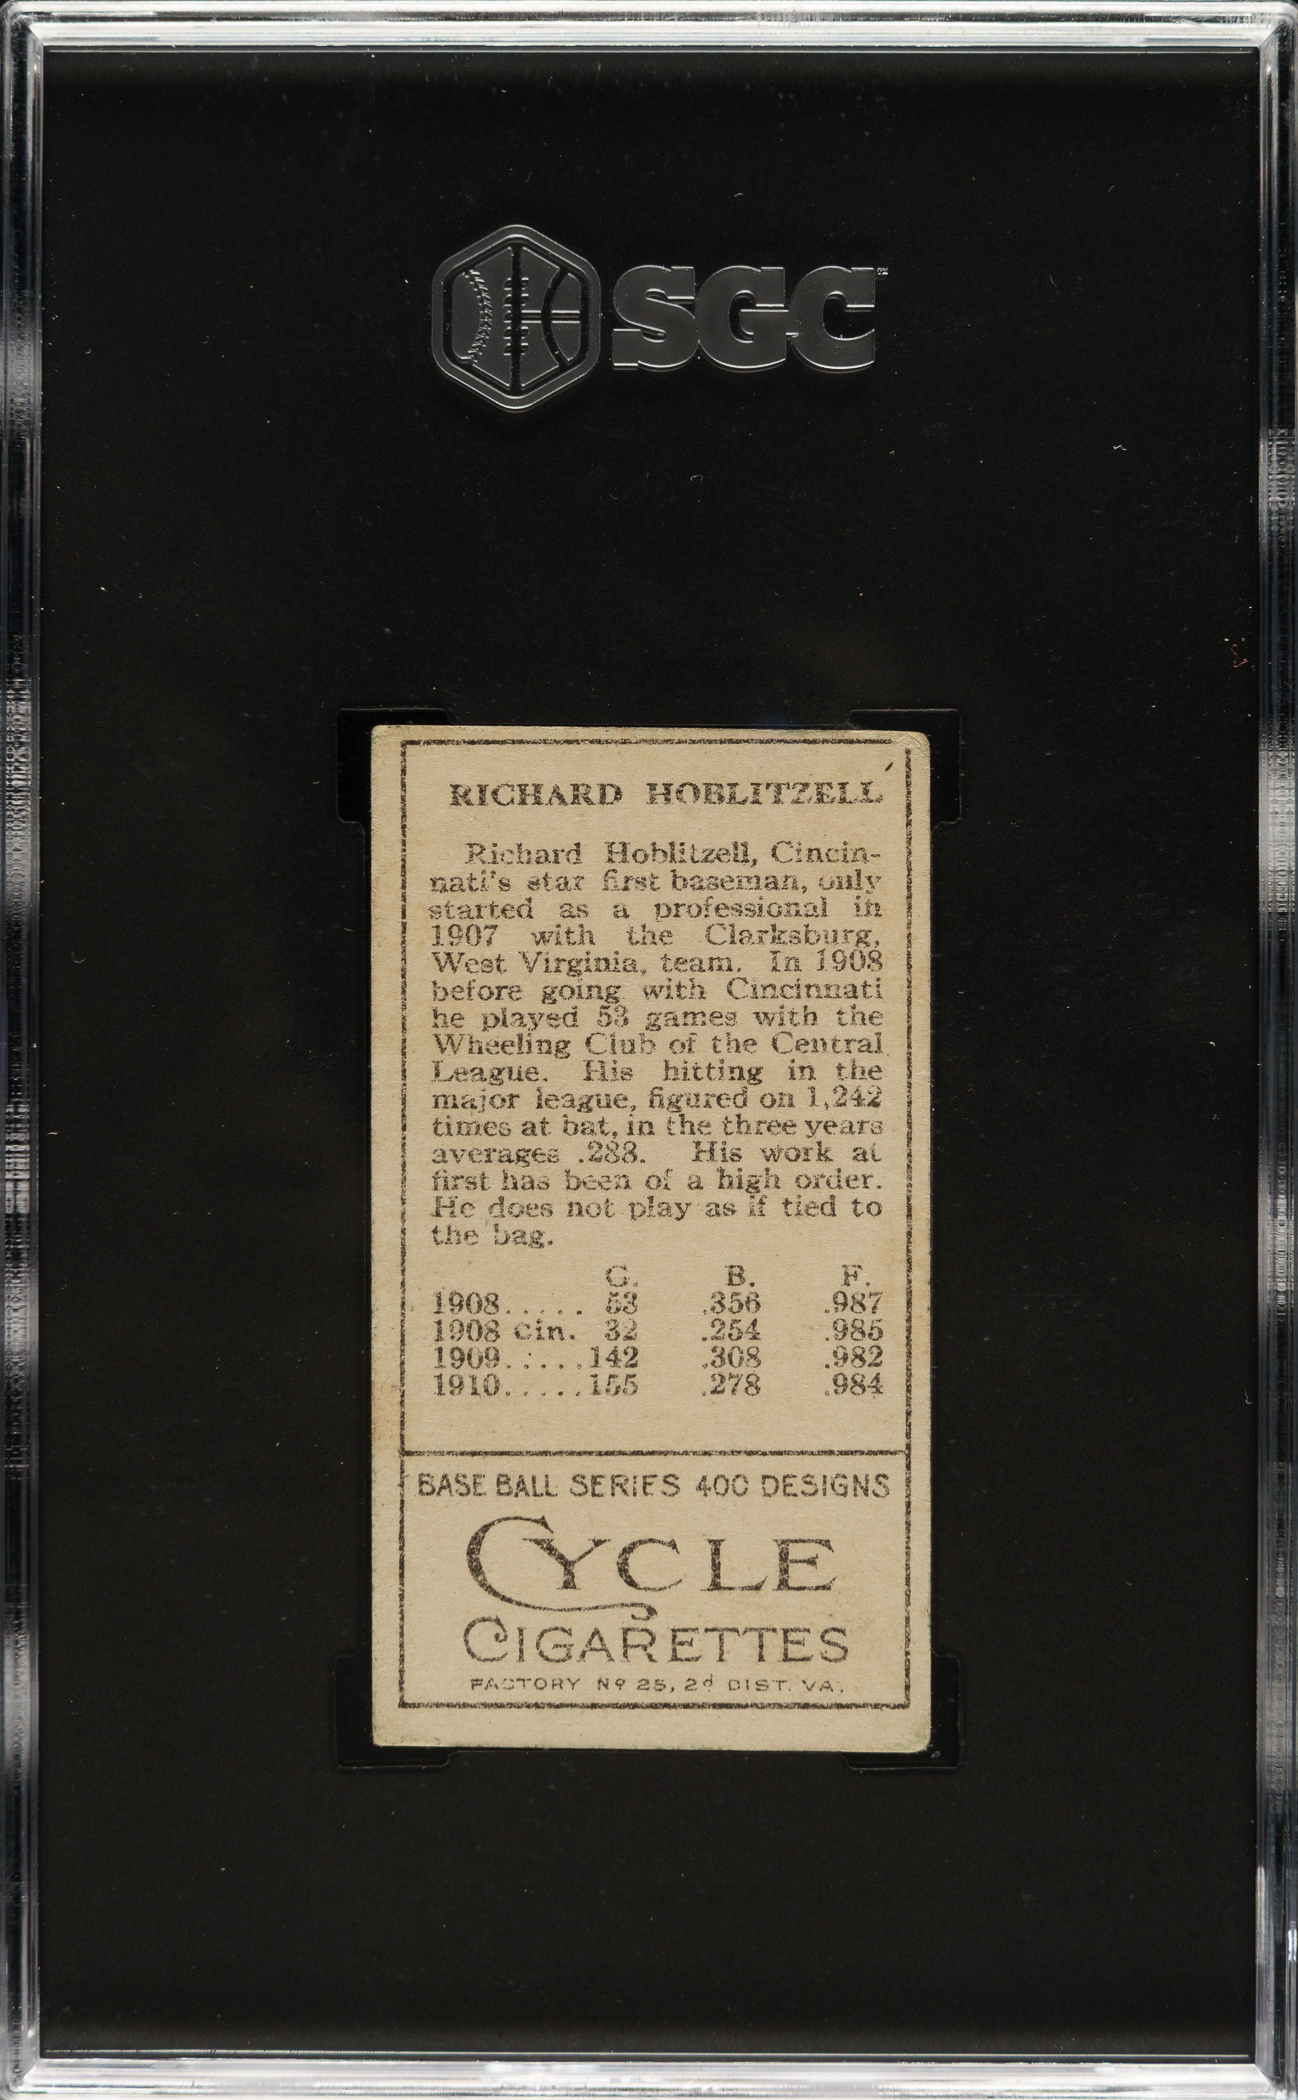 SGC™
RICHARD HOBLITZELL
Richard Hoblitzell, Cincin-
nati's star first baseman, only
started as a professional in
1907 with the Clarksburg,
West Virginia, team. In 1908
before going with Cincinnati
he played 53 games with the
Wheeling Club of the Central
League. His hitting in the
major league, figured on 1,242
times at bat, in the three years
averages .288. His work at
first has been of a high order.
He does not play as if tied to
the bag.
G. B. F.
1908..... 53 .356 .987
1908 Cin. 32 .254 .985
1909.....142 .308 .982
1910.....155 .278 .984
BASE BALL SERIES 400 DESIGNS
CYCLE
CIGARETTES
FACTORY Nº 25, 2d DIST. VA.